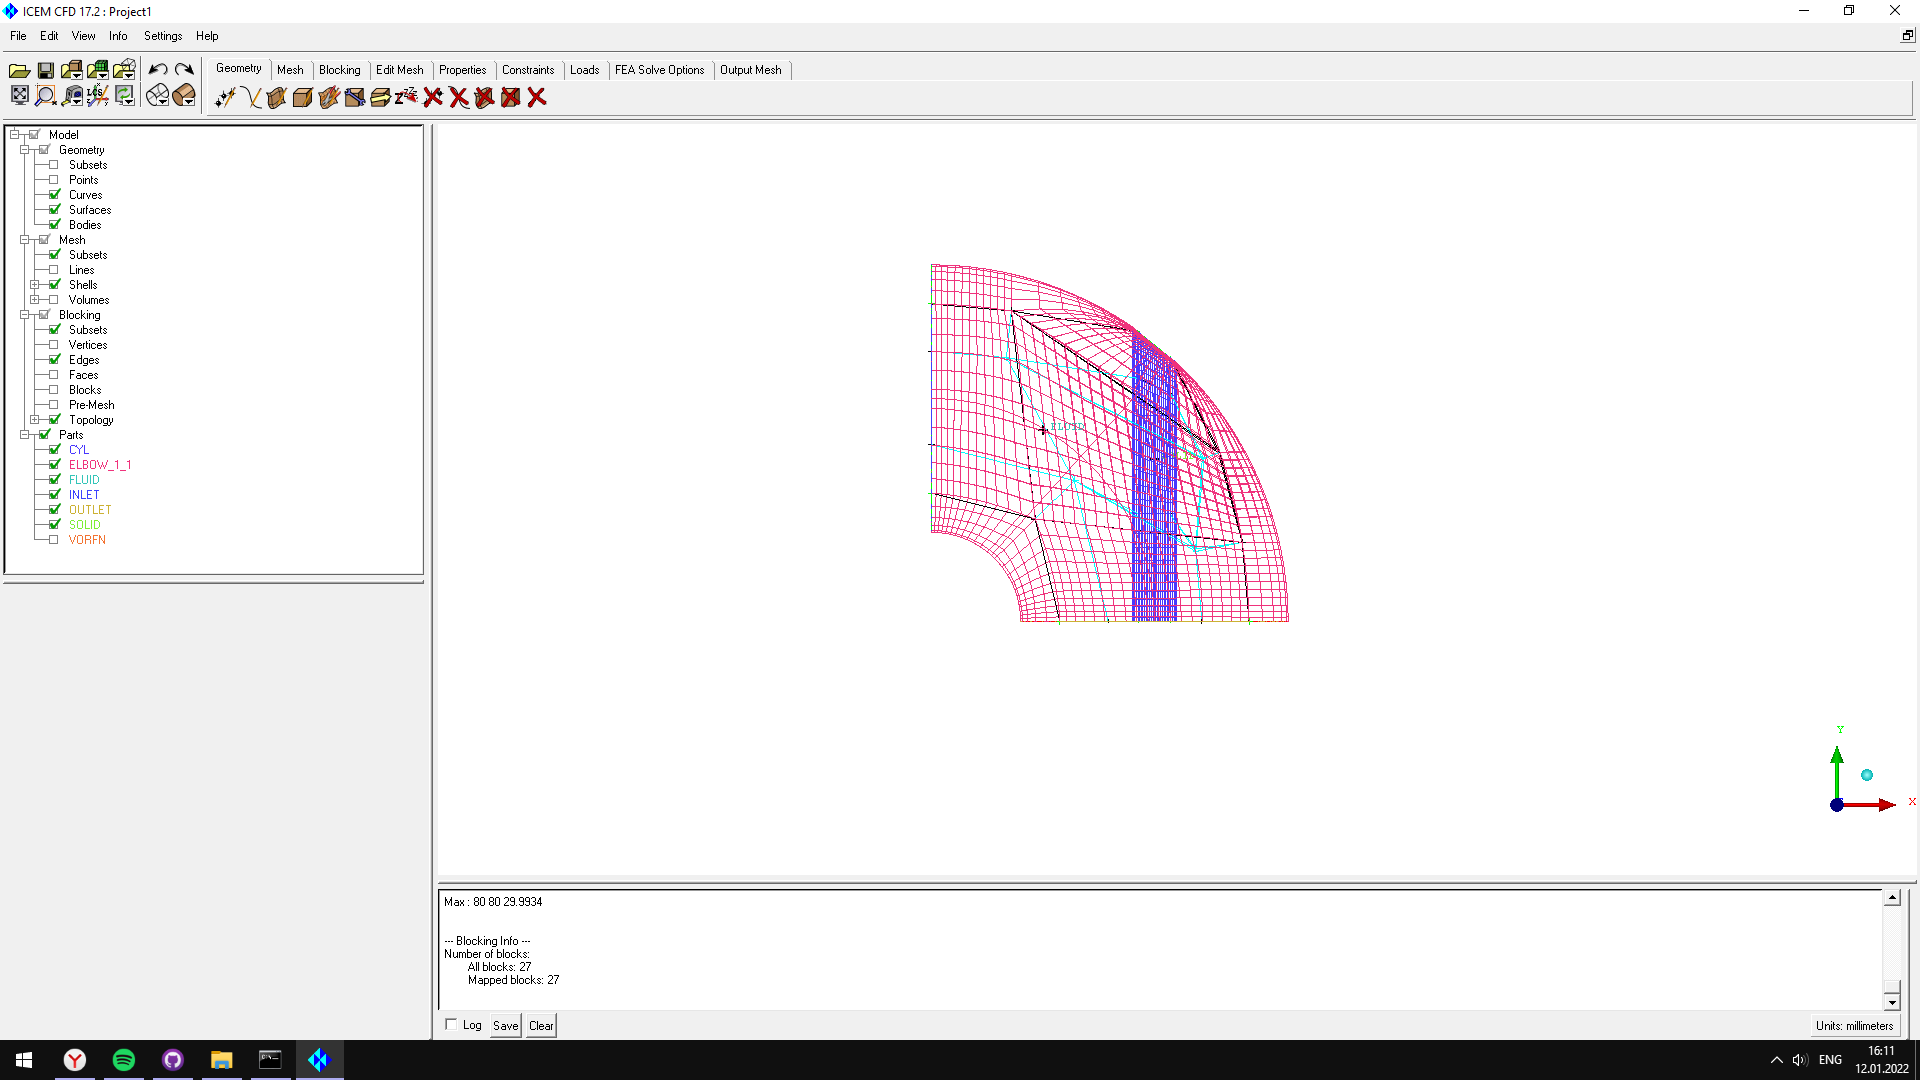 ICEM CFD 17.2 : Project1
File Edit View Info Settings Help
Geometry Mesh Blocking Edit Mesh Properties Constraints Loads FEA Solve Options Output Mesh
LCS
Model
Geometry
Subsets
Points
Curves
Surfaces
Bodies
Mesh
Subsets
Lines
Shells
Volumes
Blocking
Subsets
Vertices
Edges
Faces
Blocks
Pre-Mesh
Topology
Parts
CYL
ELBOW_1_1
FLUID
INLET
OUTLET
SOLID
VORFN
FLUID
Y
X
Max : 80 80 29.9934
--- Blocking Info ---
Number of blocks:
All blocks: 27
Mapped blocks: 27
Log Save Clear
Units: millimeters
ENG
16:11
12.01.2022